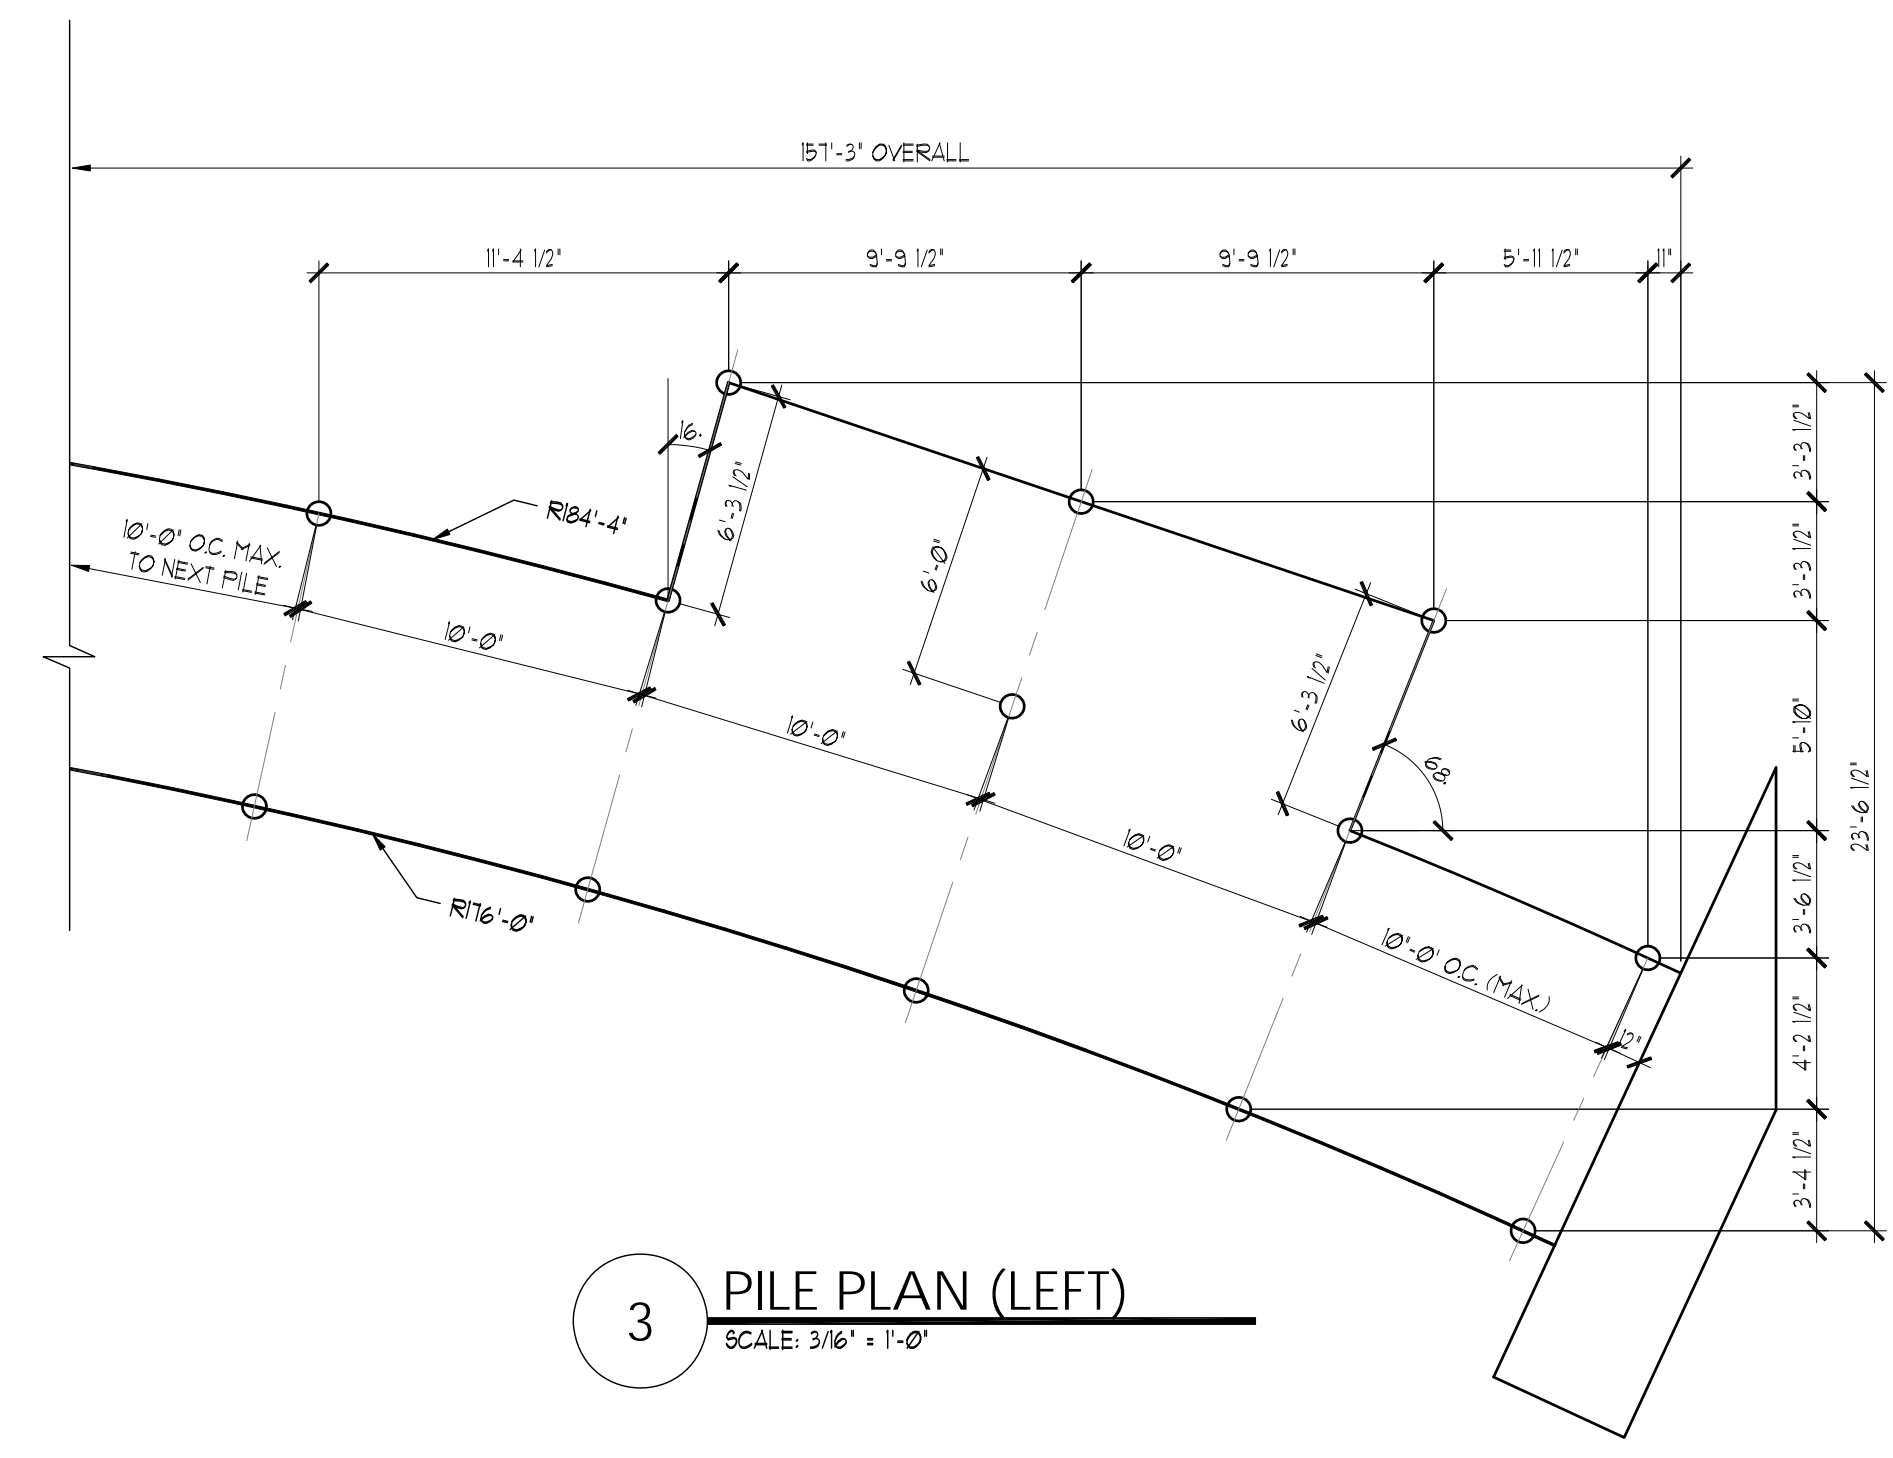 157'-3" OVERALL
11'-4 1/2"
9'-9 1/2"
9'-9 1/2"
5'-11 1/2"
11"
16°
6'-3 1/2"
R184'-4"
10'-0" O.C. MAX.
TO NEXT PILE
10'-0"
6'-0"
10'-0"
6'-3 1/2"
68°
10'-0"
10"-0' O.C. (MAX.)
12"
R176'-0"
3'-3 1/2"
3'-3 1/2"
5'-10"
3'-6 1/2"
4'-2 1/2"
3'-4 1/2"
23'-6 1/2"
3
PILE PLAN (LEFT)
SCALE: 3/16" = 1'-0"